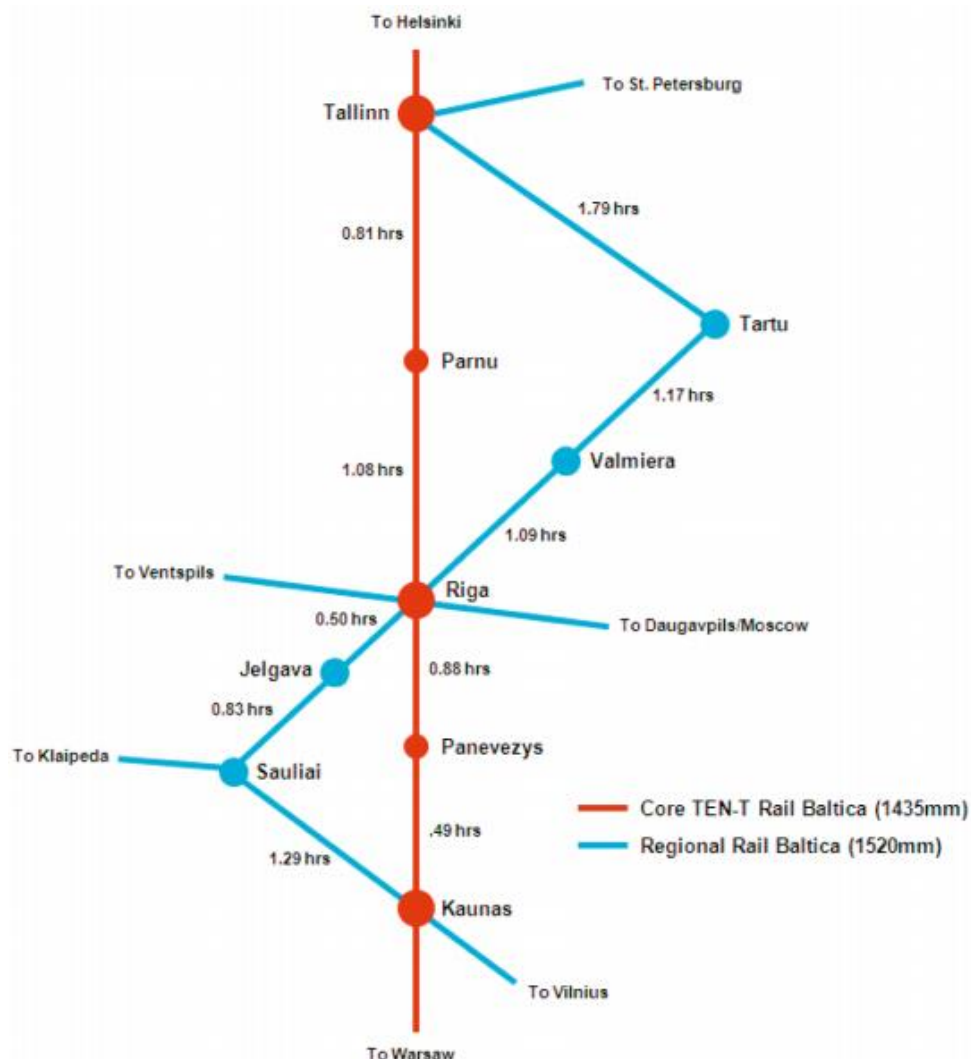 To Helsinki
To St. Petersburg
Tallinn
1.79 hrs
0.81 hrs
Tartu
Parnu
1.17 hrs
Valmiera
1.08 hrs
1.09 hrs
To Ventspils
Riga
0.50 hrs
To Daugavpils/Moscow
Jelgava
0.88 hrs
0.83 hrs
To Klaipeda
Panevezys
Sauliai
Core TEN-T Rail Baltica (1435mm)
.49 hrs
Regional Rail Baltica (1520mm)
1.29 hrs
Kaunas
To Vilnius
To Warsaw